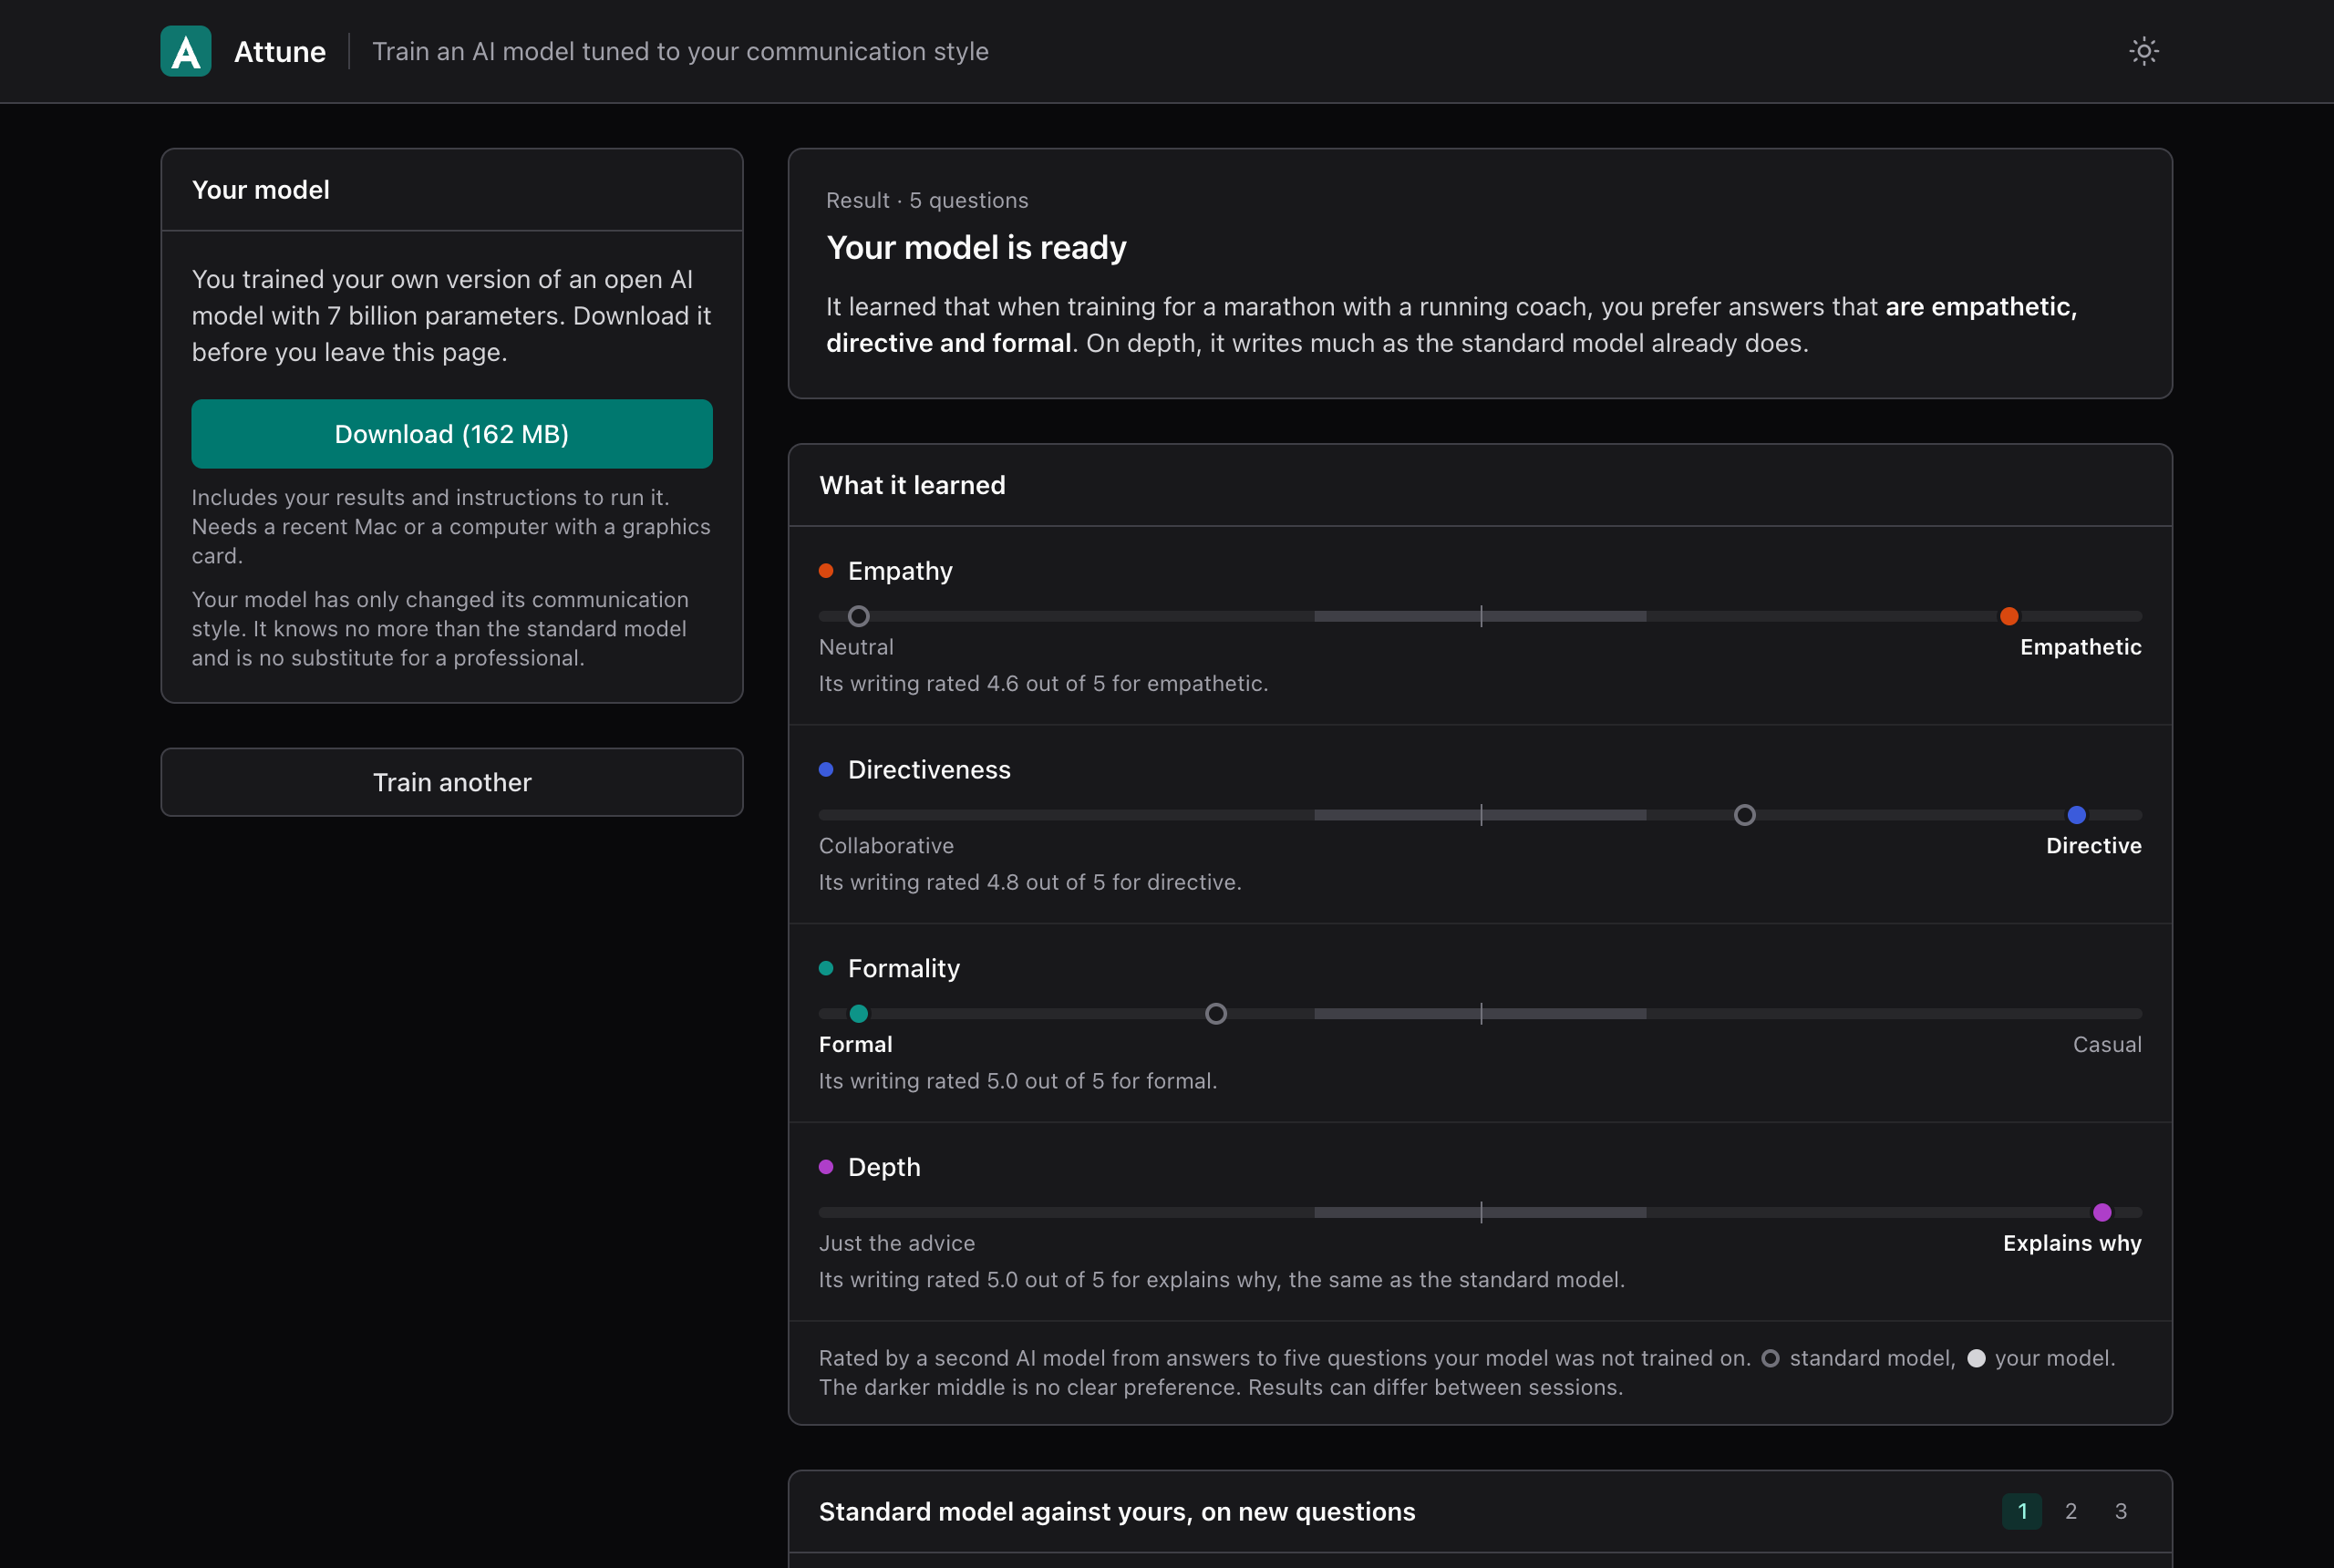 A Attune Train an AI model tuned to your communication style
Your model
You trained your own version of an open AI
model with 7 billion parameters. Download it
before you leave this page.
Download (162 MB)
Includes your results and instructions to run it.
Needs a recent Mac or a computer with a graphics
card.
Your model has only changed its communication
style. It knows no more than the standard model
and is no substitute for a professional.
Train another
Result · 5 questions
Your model is ready
It learned that when training for a marathon with a running coach, you prefer answers that are empathetic,
directive and formal. On depth, it writes much as the standard model already does.
What it learned
Empathy
Neutral Empathetic
Its writing rated 4.6 out of 5 for empathetic.
Directiveness
Collaborative Directive
Its writing rated 4.8 out of 5 for directive.
Formality
Formal Casual
Its writing rated 5.0 out of 5 for formal.
Depth
Just the advice Explains why
Its writing rated 5.0 out of 5 for explains why, the same as the standard model.
Rated by a second AI model from answers to five questions your model was not trained on. standard model, your model.
The darker middle is no clear preference. Results can differ between sessions.
Standard model against yours, on new questions 1 2 3